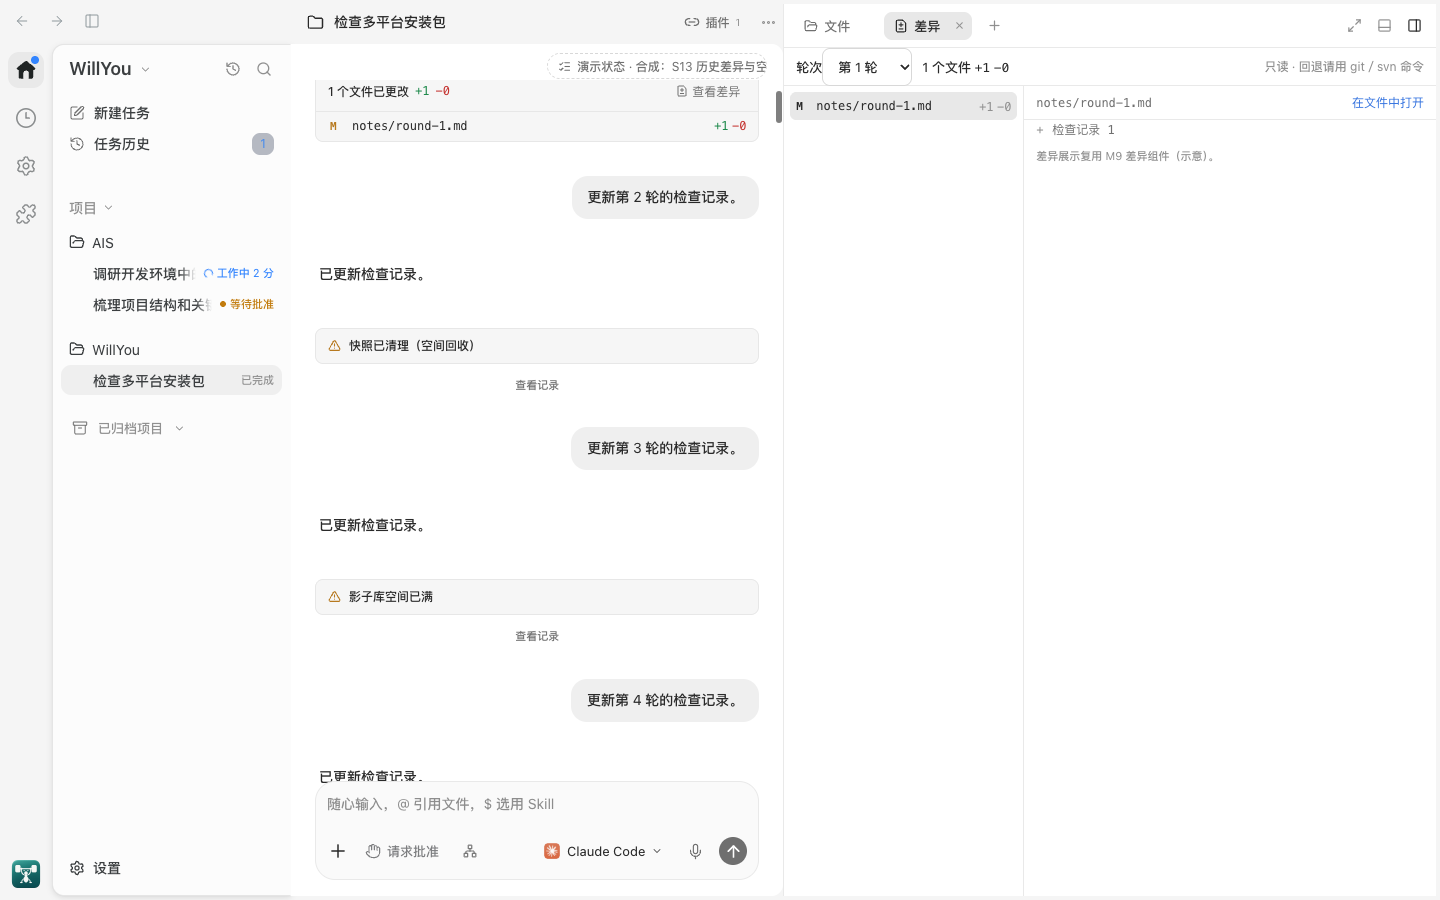 检查多平台安装包
插件 1
文件
差异
WillYou
新建任务
任务历史
1
项目
AIS
调研开发环境中
工作中 2 分
梳理项目结构和关
等待批准
WillYou
检查多平台安装包
已完成
已归档项目
设置
演示状态 · 合成：S13 历史差异与空
1 个文件已更改 +1 −0
查看差异
M notes/round-1.md +1 −0
更新第 2 轮的检查记录。
已更新检查记录。
快照已清理（空间回收）
查看记录
更新第 3 轮的检查记录。
已更新检查记录。
影子库空间已满
查看记录
更新第 4 轮的检查记录。
已更新检查记录。
随心输入，@ 引用文件，$ 选用 Skill
请求批准
Claude Code
轮次 第 1 轮 1 个文件 +1 −0
只读 · 回退请用 git / svn 命令
M notes/round-1.md +1 −0
notes/round-1.md
在文件中打开
+ 检查记录 1
差异展示复用 M9 差异组件（示意）。